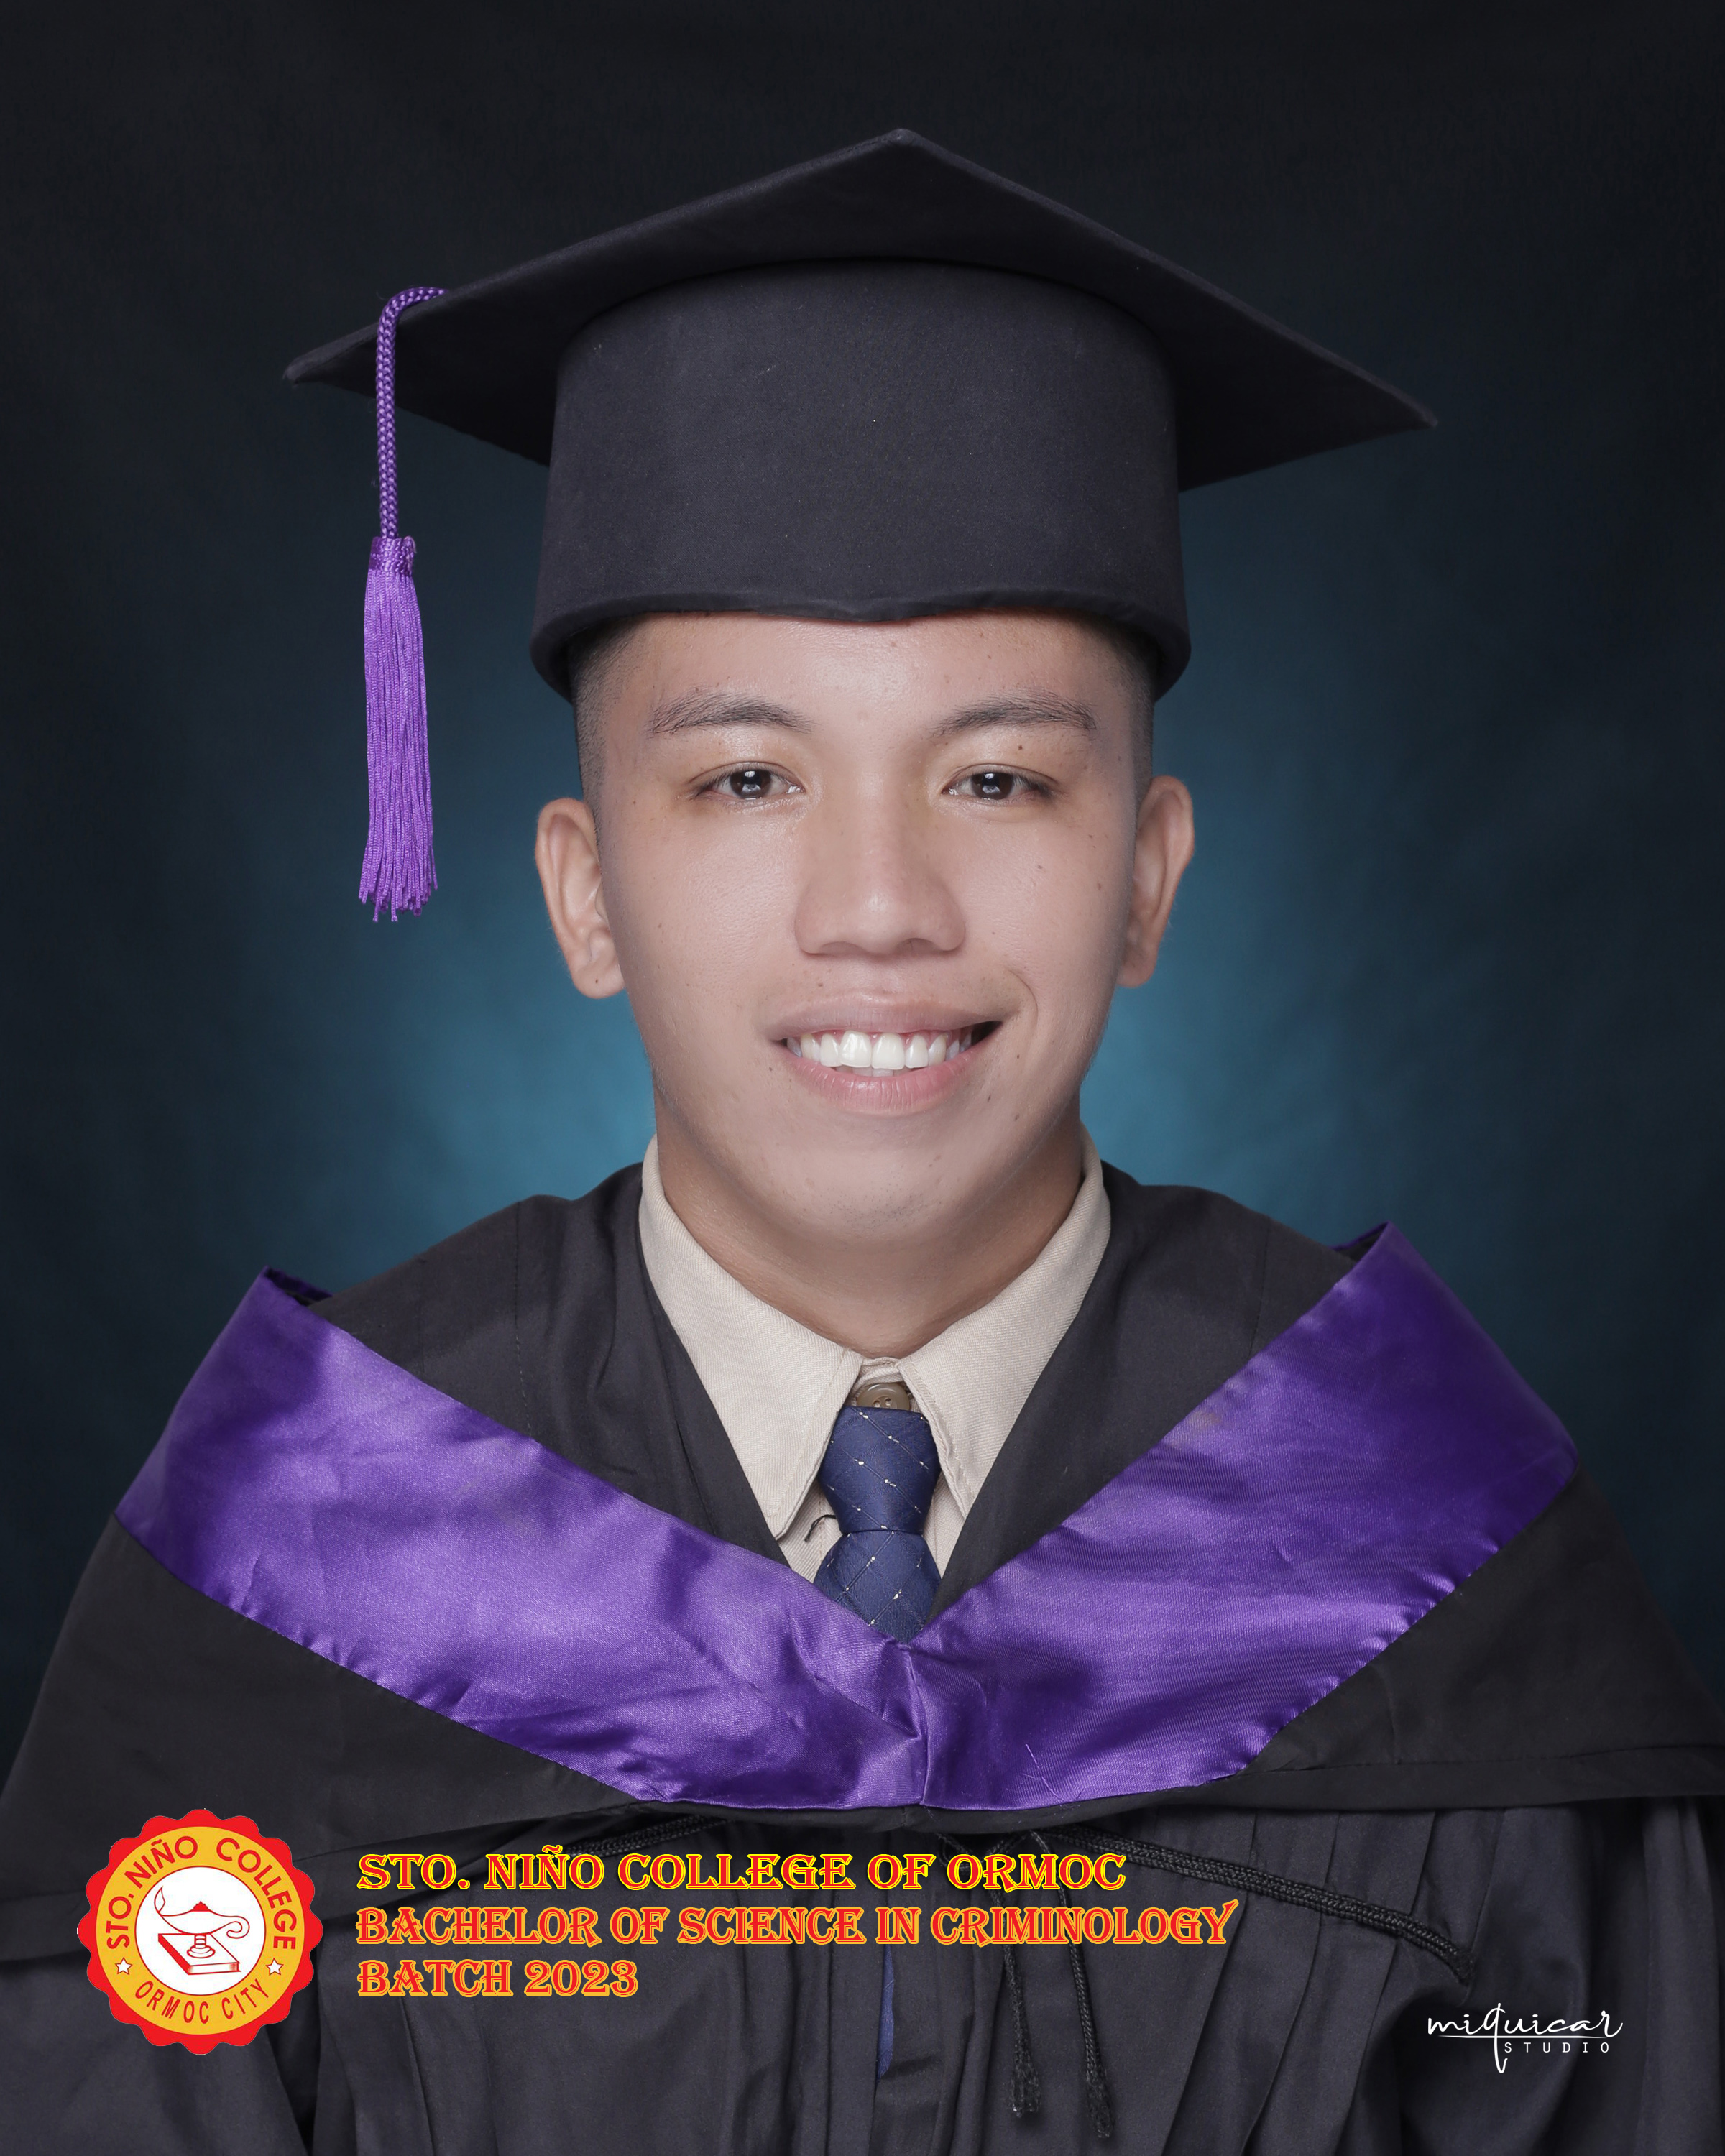 STO. NIÑO COLLEGE
ORMOC CITY
STO. NIÑO COLLEGE OF ORMOC
BACHELOR OF SCIENCE IN CRIMINOLOGY
BATCH 2023
miquicar
STUDIO